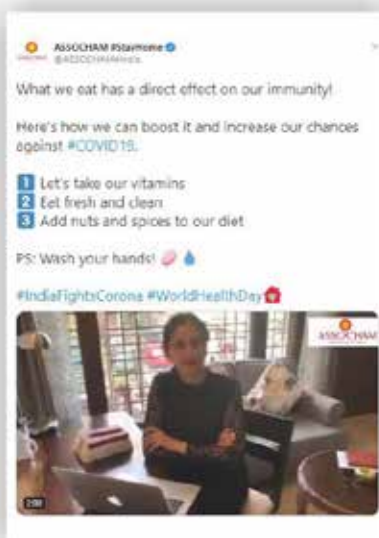 ASSOCHAM #StayHome
@ASSOCHAM4India
What we eat has a direct effect on our immunity!
Here's how we can boost it and increase our chances
against #COVID19.
1 Let's take our vitamins
2 Eat fresh and clean
3 Add nuts and spices to our diet
PS: Wash your hands!
#IndiaFightsCorona #WorldHealthDay
ASSOCHAM